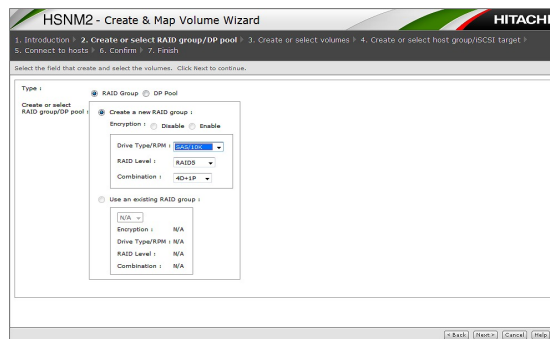 HSNM2 - Create & Map Volume Wizard
HITACHI
1. Introduction 2. Create or select RAID group/DP pool 3. Create or select volumes 4. Create or select host group/iSCSI target
5. Connect to hosts 6. Confirm 7. Finish
Select the field that create and select the volumes. Click Next to continue.
Type : RAID Group DP Pool
Create or select
RAID group/DP pool : Create a new RAID group :
Encryption : Disable Enable
Drive Type/RPM : SAS/10K
RAID Level : RAID5
Combination : 4D+1P
Use an existing RAID group :
N/A
Encryption : N/A
Drive Type/RPM : N/A
RAID Level : N/A
Combination : N/A
< Back Next > Cancel Help